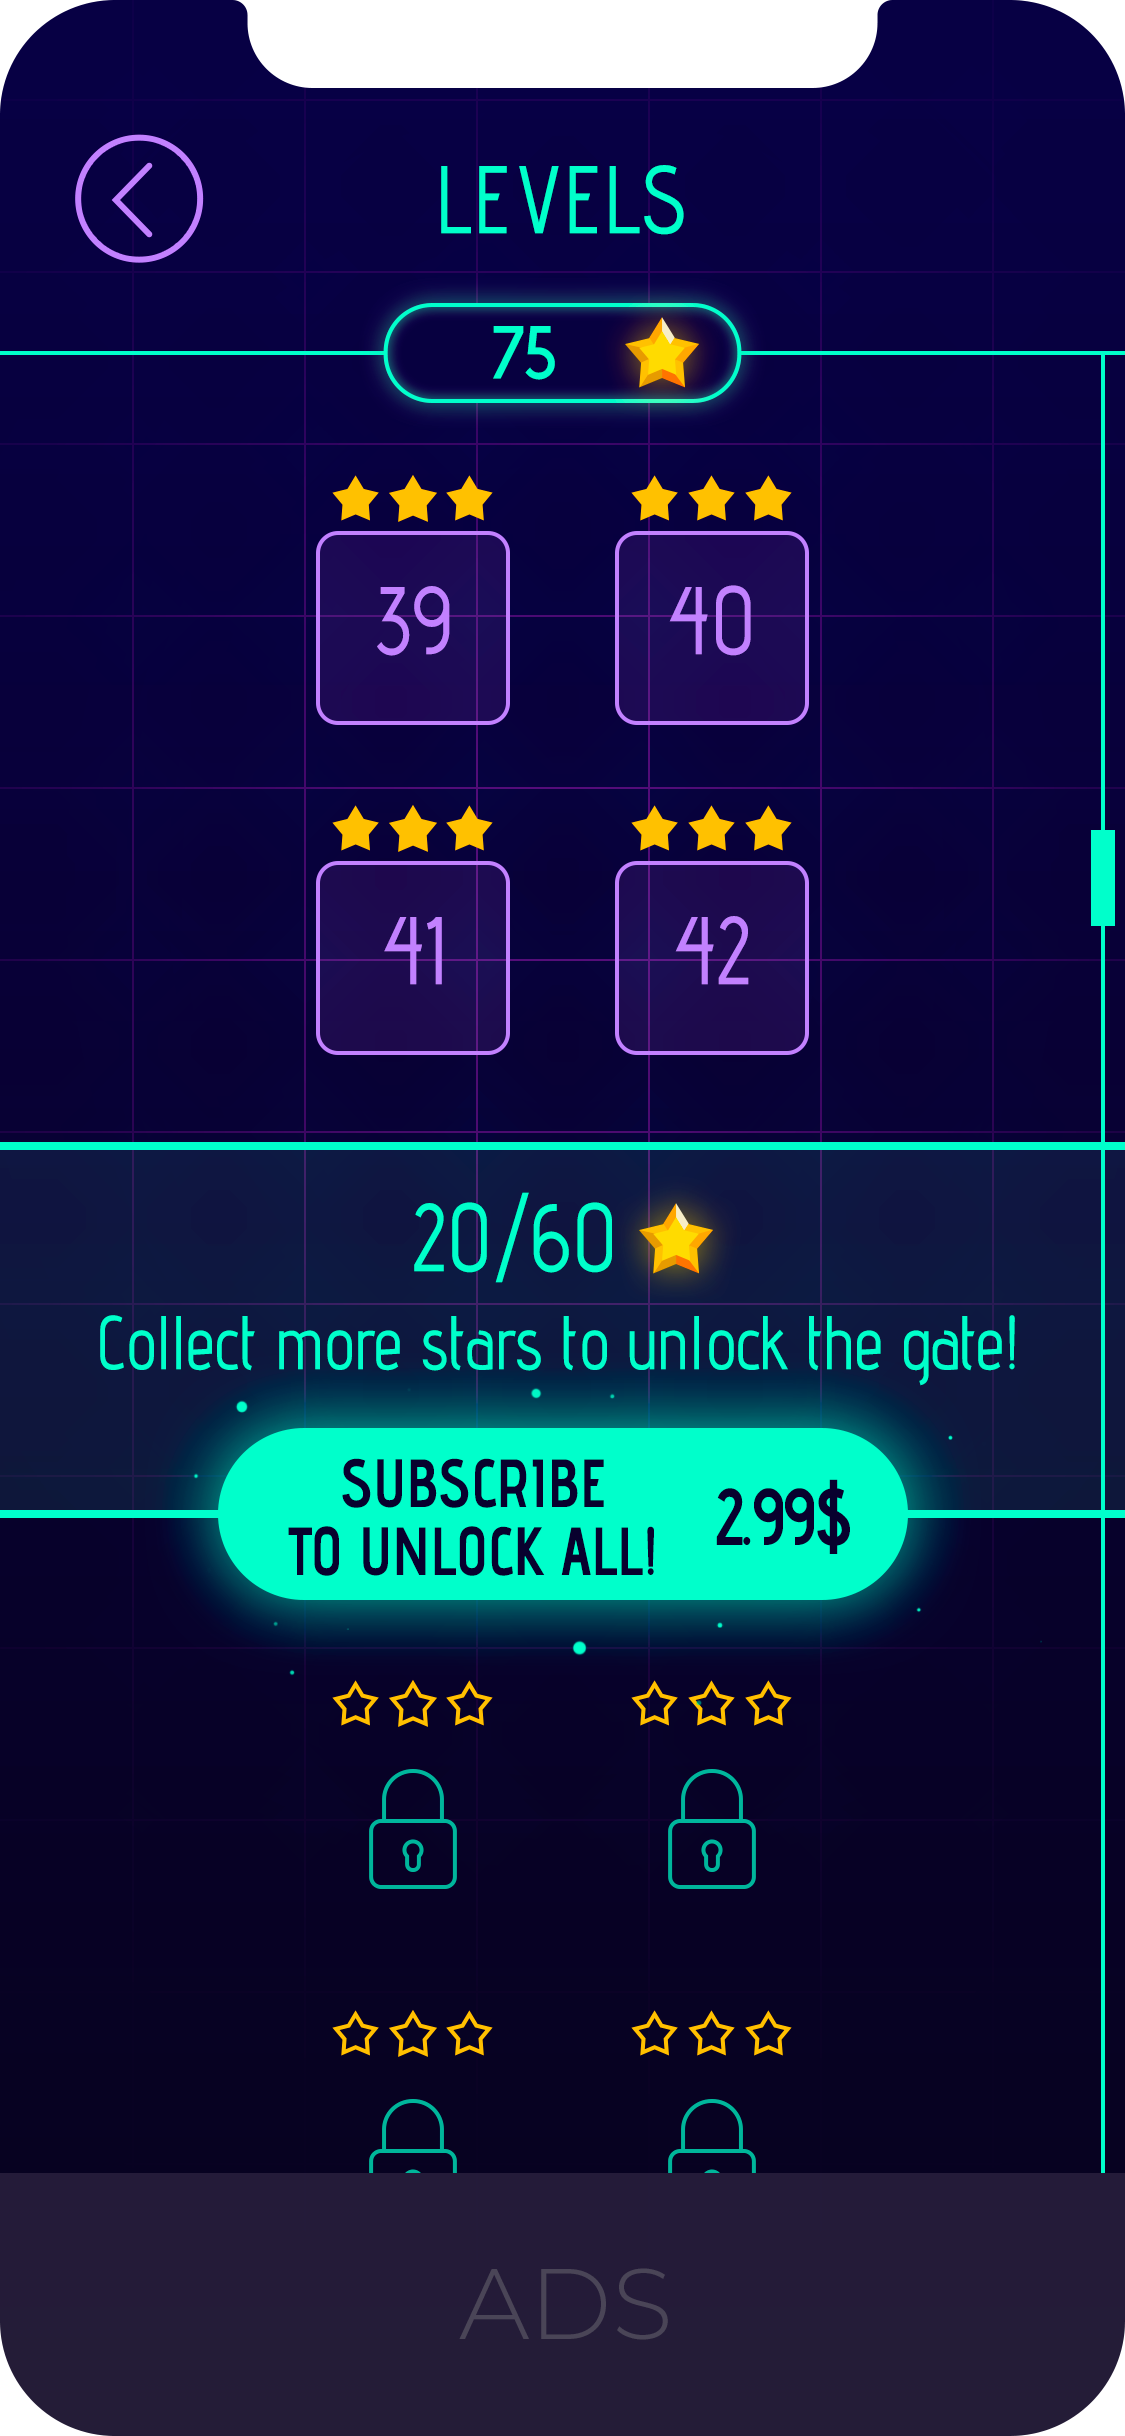 LEVELS
75
39 40
41 42
20/60
Collect more stars to unlock the gate!
SUBSCRIBE
TO UNLOCK ALL!
2.99$
ADS